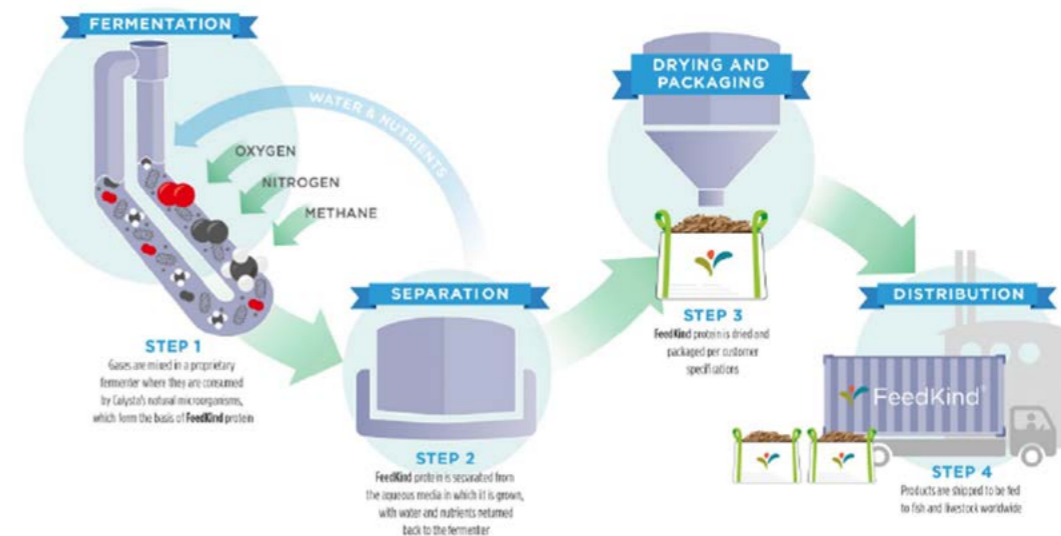 FERMENTATION
WATER & NUTRIENTS
OXYGEN
NITROGEN
METHANE
STEP 1
Gases are mixed in a proprietary
fermenter where they are consumed
by Calysta's natural microorganisms,
which form the basis of FeedKind protein
SEPARATION
STEP 2
FeedKind protein is separated from
the aqueous media in which it is grown,
with water and nutrients returned
back to the fermenter
DRYING AND
PACKAGING
STEP 3
FeedKind protein is dried and
packaged per customer
specifications
DISTRIBUTION
FeedKind®
STEP 4
Products are shipped to be fed
to fish and livestock worldwide